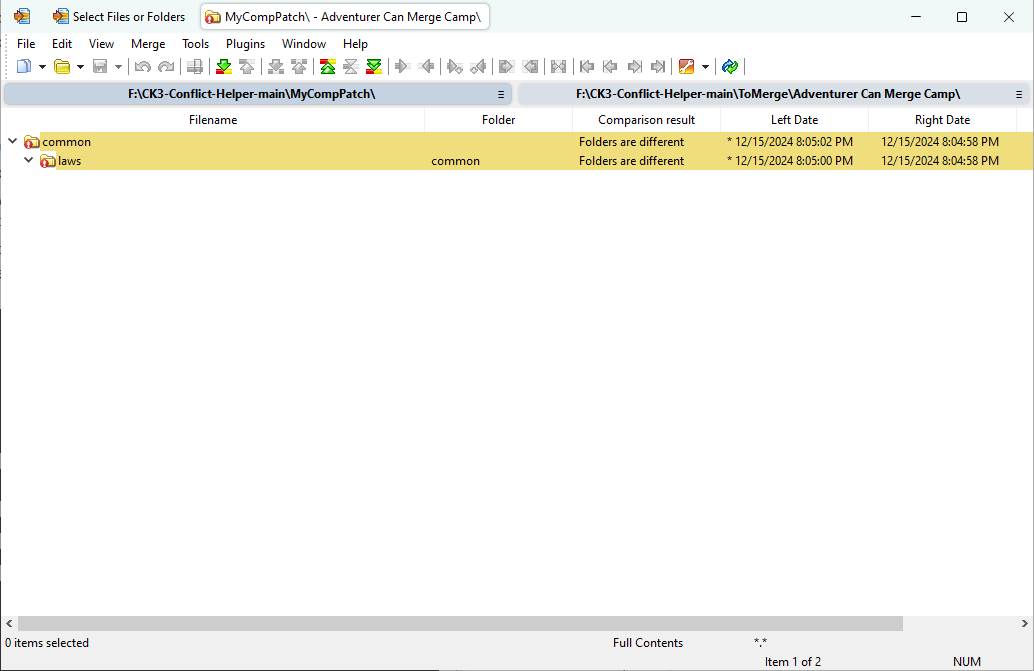 Select Files or Folders MyCompPatch\ - Adventurer Can Merge Camp\
File Edit View Merge Tools Plugins Window Help
F:\CK3-Conflict-Helper-main\MyCompPatch\ F:\CK3-Conflict-Helper-main\ToMerge\Adventurer Can Merge Camp\
Filename Folder Comparison result Left Date Right Date
common Folders are different * 12/15/2024 8:05:02 PM 12/15/2024 8:04:58 PM
laws common Folders are different * 12/15/2024 8:05:00 PM 12/15/2024 8:04:58 PM
0 items selected Full Contents *.*
Item 1 of 2 NUM